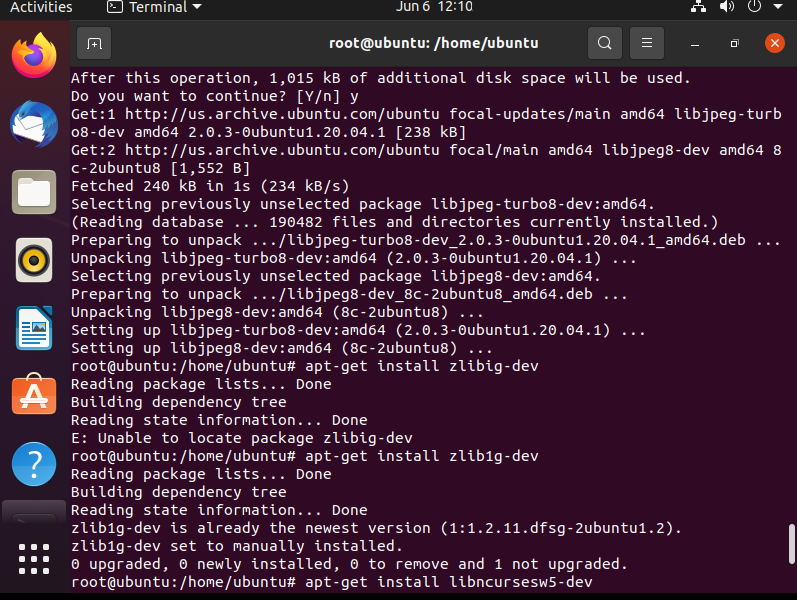 Activities
Terminal
Jun 6 12:10
root@ubuntu: /home/ubuntu
After this operation, 1,015 kB of additional disk space will be used.
Do you want to continue? [Y/n] y
Get:1 http://us.archive.ubuntu.com/ubuntu focal-updates/main amd64 libjpeg-turb
o8-dev amd64 2.0.3-0ubuntu1.20.04.1 [238 kB]
Get:2 http://us.archive.ubuntu.com/ubuntu focal/main amd64 libjpeg8-dev amd64 8
c-2ubuntu8 [1,552 B]
Fetched 240 kB in 1s (234 kB/s)
Selecting previously unselected package libjpeg-turbo8-dev:amd64.
(Reading database ... 190482 files and directories currently installed.)
Preparing to unpack .../libjpeg-turbo8-dev_2.0.3-0ubuntu1.20.04.1_amd64.deb ...
Unpacking libjpeg-turbo8-dev:amd64 (2.0.3-0ubuntu1.20.04.1) ...
Selecting previously unselected package libjpeg8-dev:amd64.
Preparing to unpack .../libjpeg8-dev_8c-2ubuntu8_amd64.deb ...
Unpacking libjpeg8-dev:amd64 (8c-2ubuntu8) ...
Setting up libjpeg-turbo8-dev:amd64 (2.0.3-0ubuntu1.20.04.1) ...
Setting up libjpeg8-dev:amd64 (8c-2ubuntu8) ...
root@ubuntu:/home/ubuntu# apt-get install zlibig-dev
Reading package lists... Done
Building dependency tree
Reading state information... Done
E: Unable to locate package zlibig-dev
root@ubuntu:/home/ubuntu# apt-get install zlib1g-dev
Reading package lists... Done
Building dependency tree
Reading state information... Done
zlib1g-dev is already the newest version (1:1.2.11.dfsg-2ubuntu1.2).
zlib1g-dev set to manually installed.
0 upgraded, 0 newly installed, 0 to remove and 1 not upgraded.
root@ubuntu:/home/ubuntu# apt-get install libncursesw5-dev